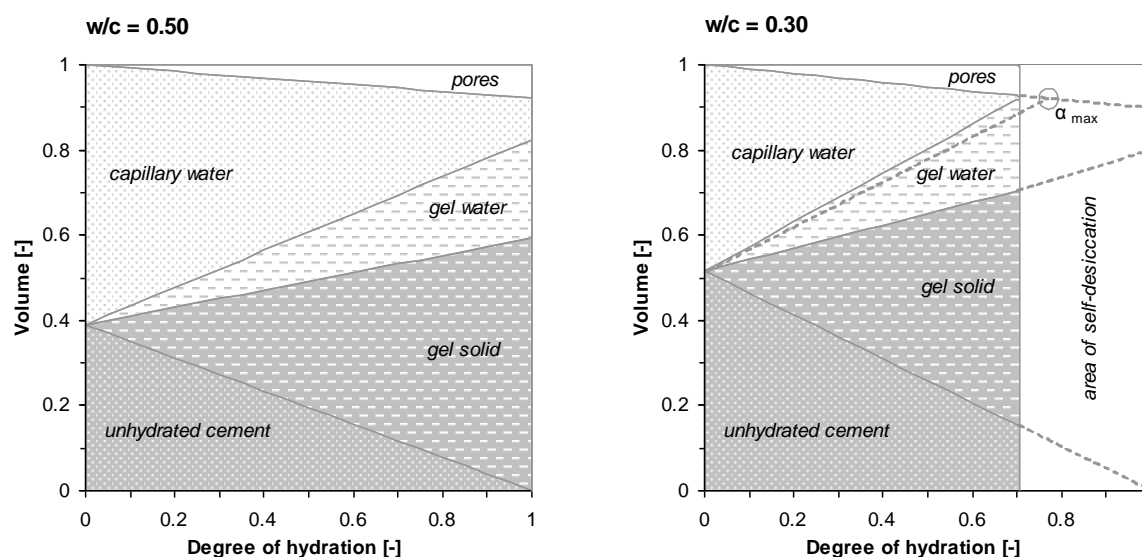 w/c = 0.50
1
0.8
0.6
0.4
0.2
0
Volume [-]
pores
capillary water
gel water
gel solid
unhydrated cement
0 0.2 0.4 0.6 0.8 1
Degree of hydration [-]
w/c = 0.30
1
0.8
0.6
0.4
0.2
0
Volume [-]
pores
α max
capillary water
gel water
gel solid
unhydrated cement
area of self-desiccation
0 0.2 0.4 0.6 0.8
Degree of hydration [-]